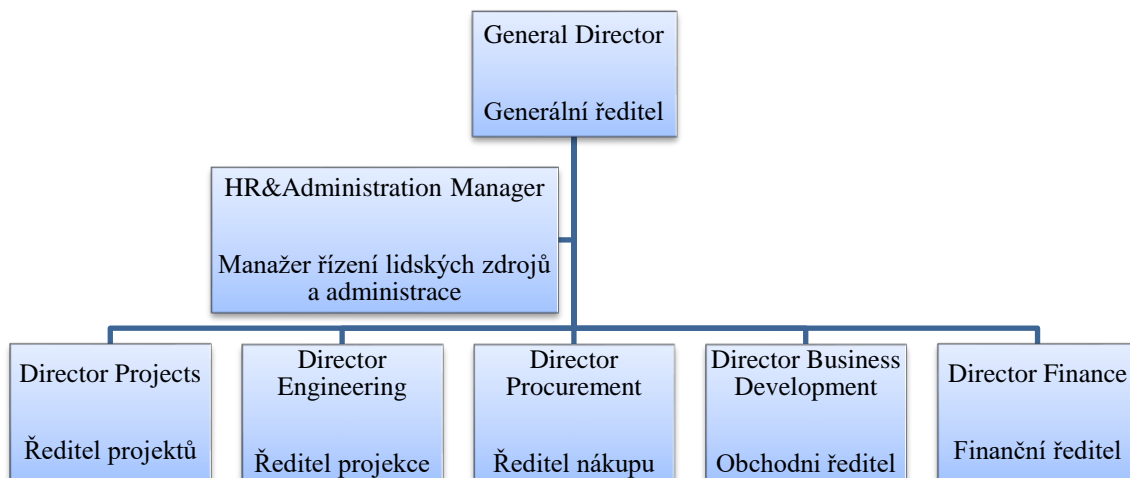 General Director
Generální ředitel
HR&Administration Manager
Manažer řízení lidských zdrojů
a administrace
Director Projects
Ředitel projektů
Director
Engineering
Ředitel projekce
Director
Procurement
Ředitel nákupu
Director Business
Development
Obchodni ředitel
Director Finance
Finanční ředitel